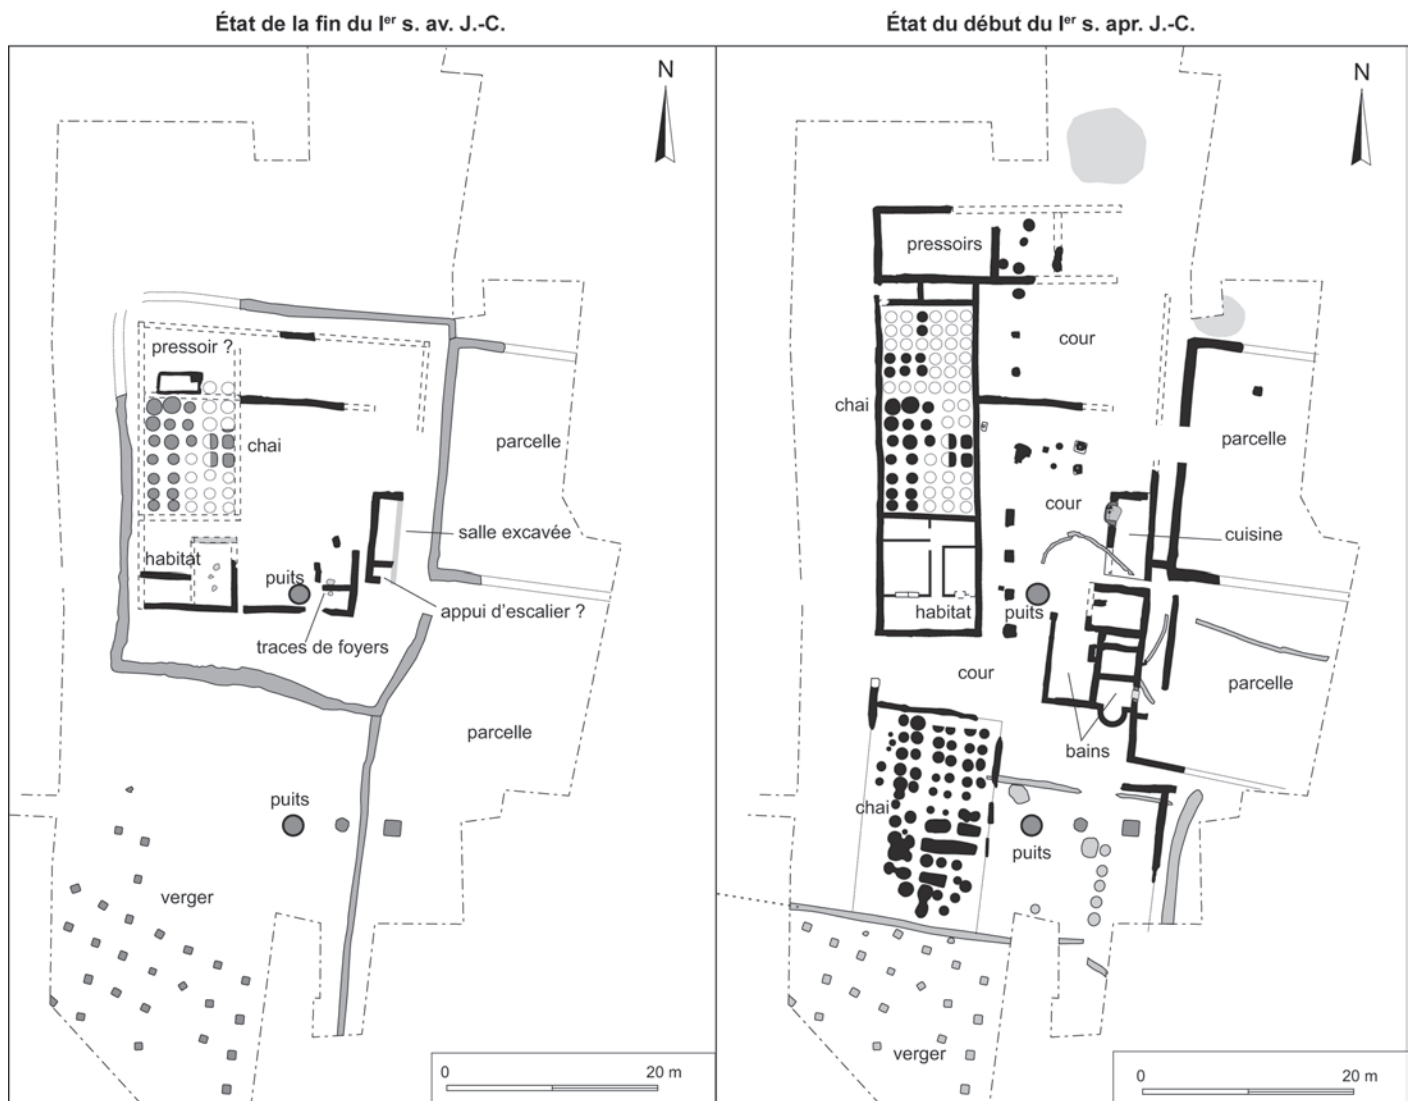 État de la fin du Ier s. av. J.-C.
N
pressoir ?
chai
parcelle
salle excavée
habitat
puits
appui d'escalier ?
traces de foyers
parcelle
puits
verger
0 20 m
État du début du Ier s. apr. J.-C.
N
pressoirs
cour
chai
parcelle
cour
cuisine
habitat
puits
cour
parcelle
bains
chai
puits
verger
0 20 m